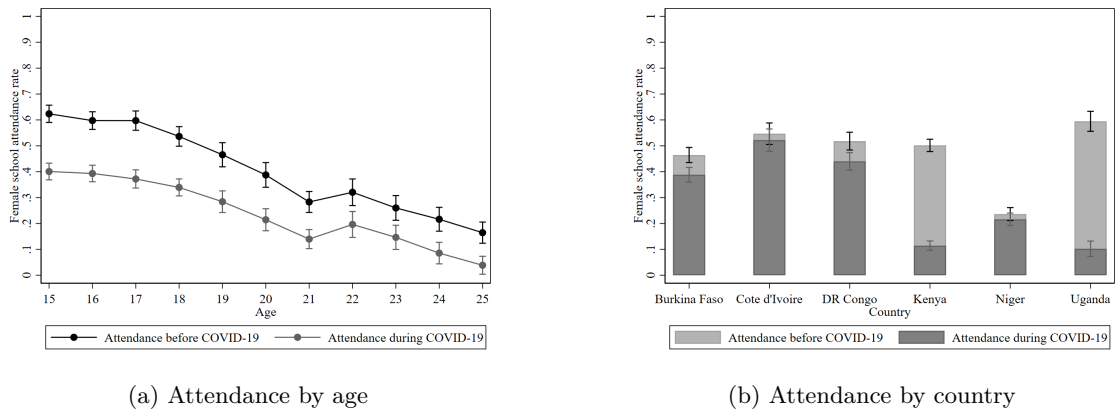 Female school attendance rate
0 .1 .2 .3 .4 .5 .6 .7 .8 .9 1
15 16 17 18 19 20 21 22 23 24 25
Age
Attendance before COVID-19 Attendance during COVID-19
(a) Attendance by age
Female school attendance rate
0 .1 .2 .3 .4 .5 .6 .7 .8 .9 1
Burkina Faso Cote d'Ivoire DR Congo Kenya Niger Uganda
Country
Attendance before COVID-19 Attendance during COVID-19
(b) Attendance by country